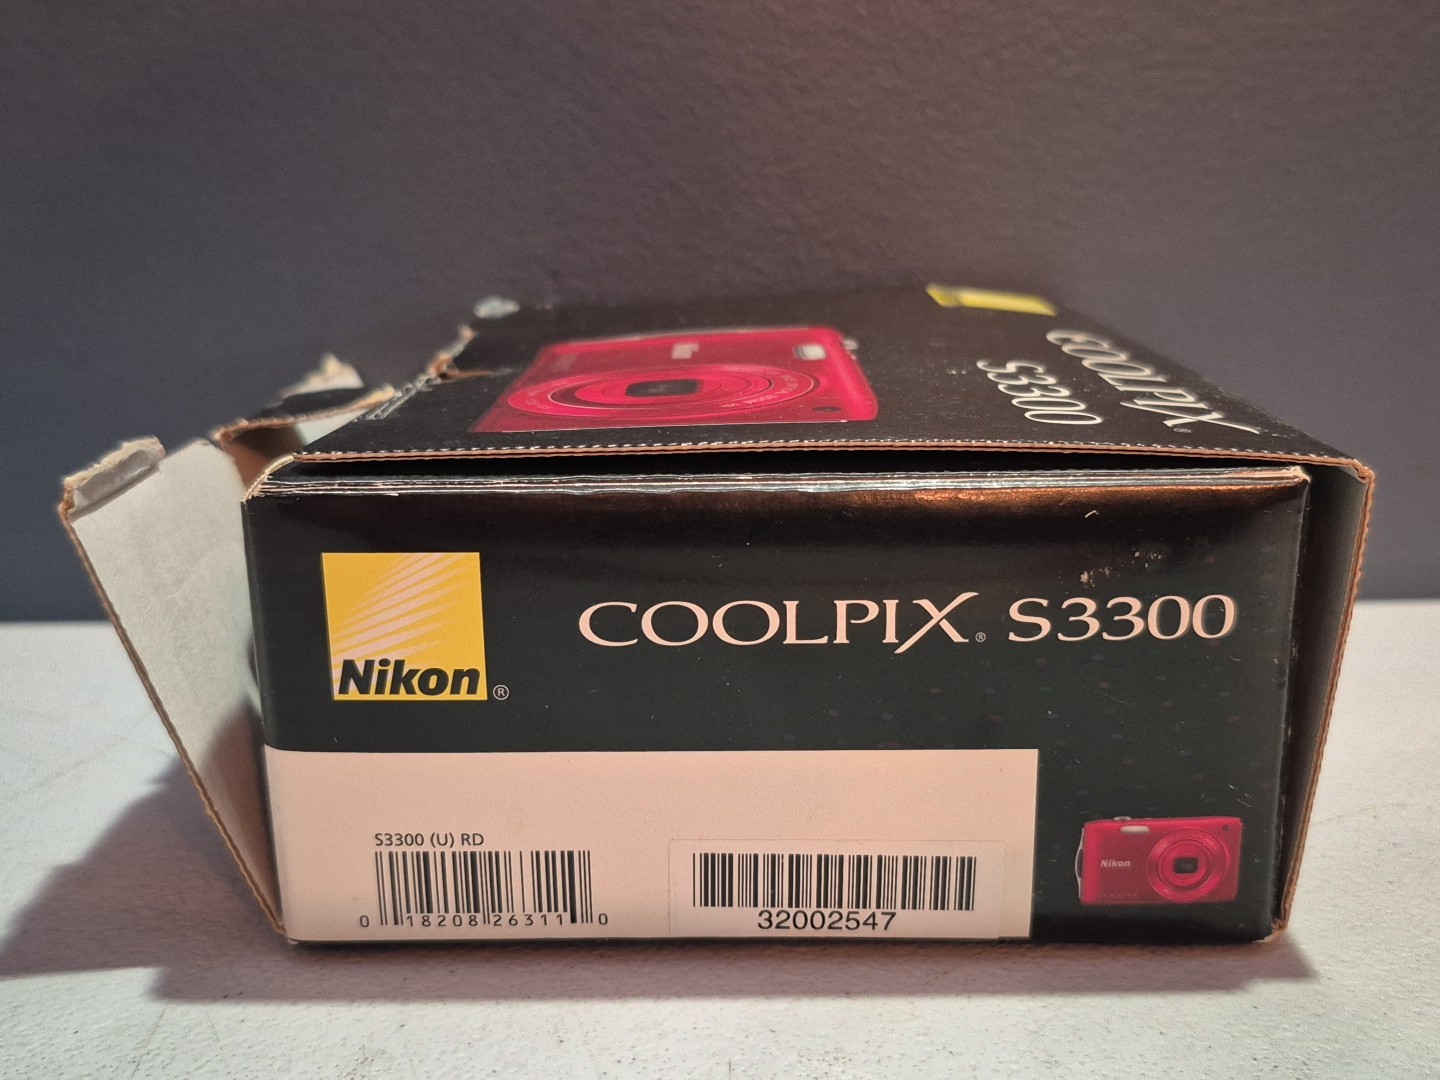 COOLPIX
S3300
Nikon®
COOLPIX® S3300
S3300 (U) RD
0 18208 26311 0
32002547
Nikon